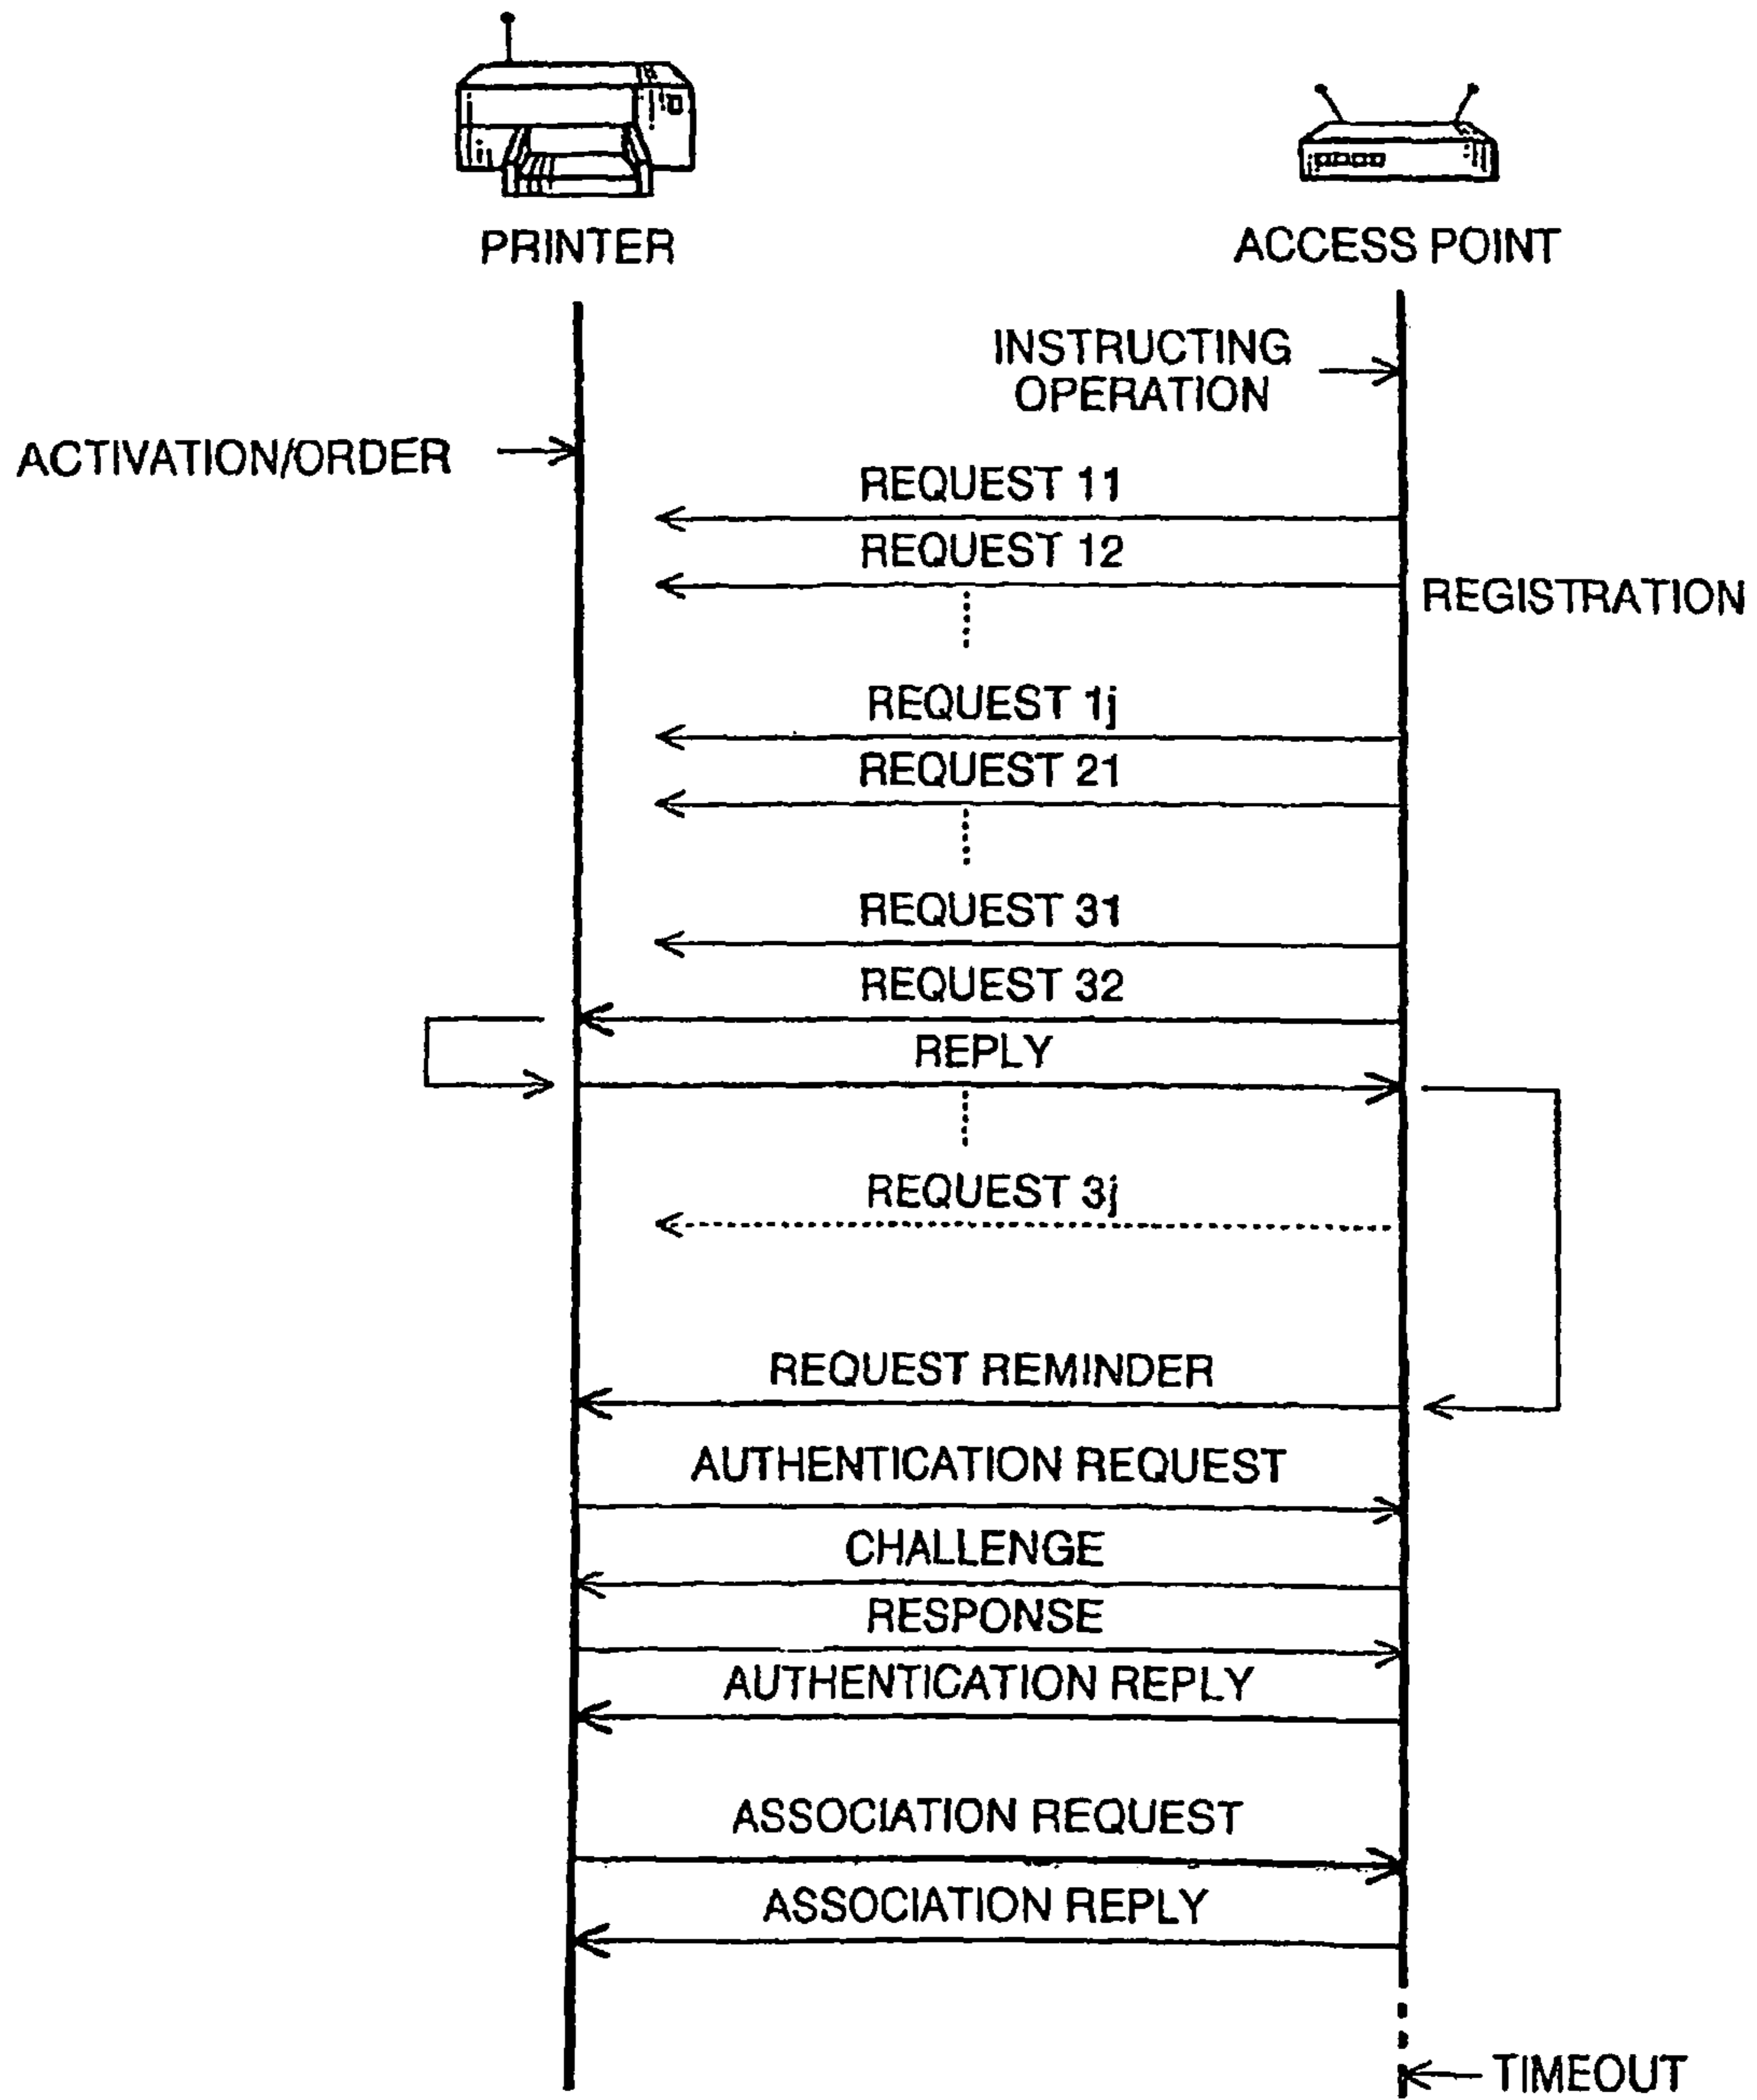 PRINTER
ACCESS POINT
INSTRUCTING
OPERATION
ACTIVATION/ORDER
REQUEST 11
REQUEST 12
REGISTRATION
REQUEST 1j
REQUEST 21
REQUEST 31
REQUEST 32
REPLY
REQUEST 3j
REQUEST REMINDER
AUTHENTICATION REQUEST
CHALLENGE
RESPONSE
AUTHENTICATION REPLY
ASSOCIATION REQUEST
ASSOCIATION REPLY
TIMEOUT